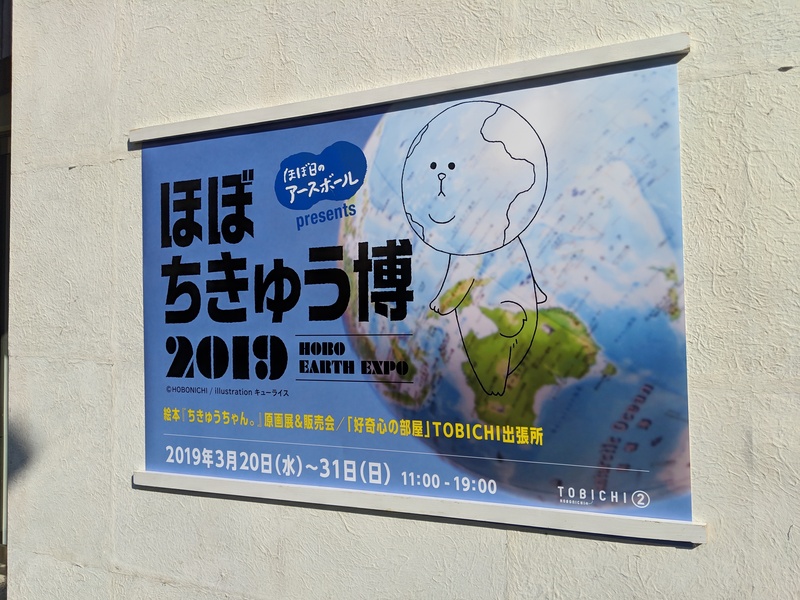 ほぼ日の
アースボール
presents
ほぼ
ちきゅう博
2019
HOBO
EARTH EXPO
©HOBONICHI / illustration キューライス
絵本『ちきゅうちゃん。』原画展&販売会/「好奇心の部屋」TOBICHI出張所
2019年3月20日(水)～31日(日) 11:00 - 19:00
TOBICHI②
HOBONICHI
Ocean